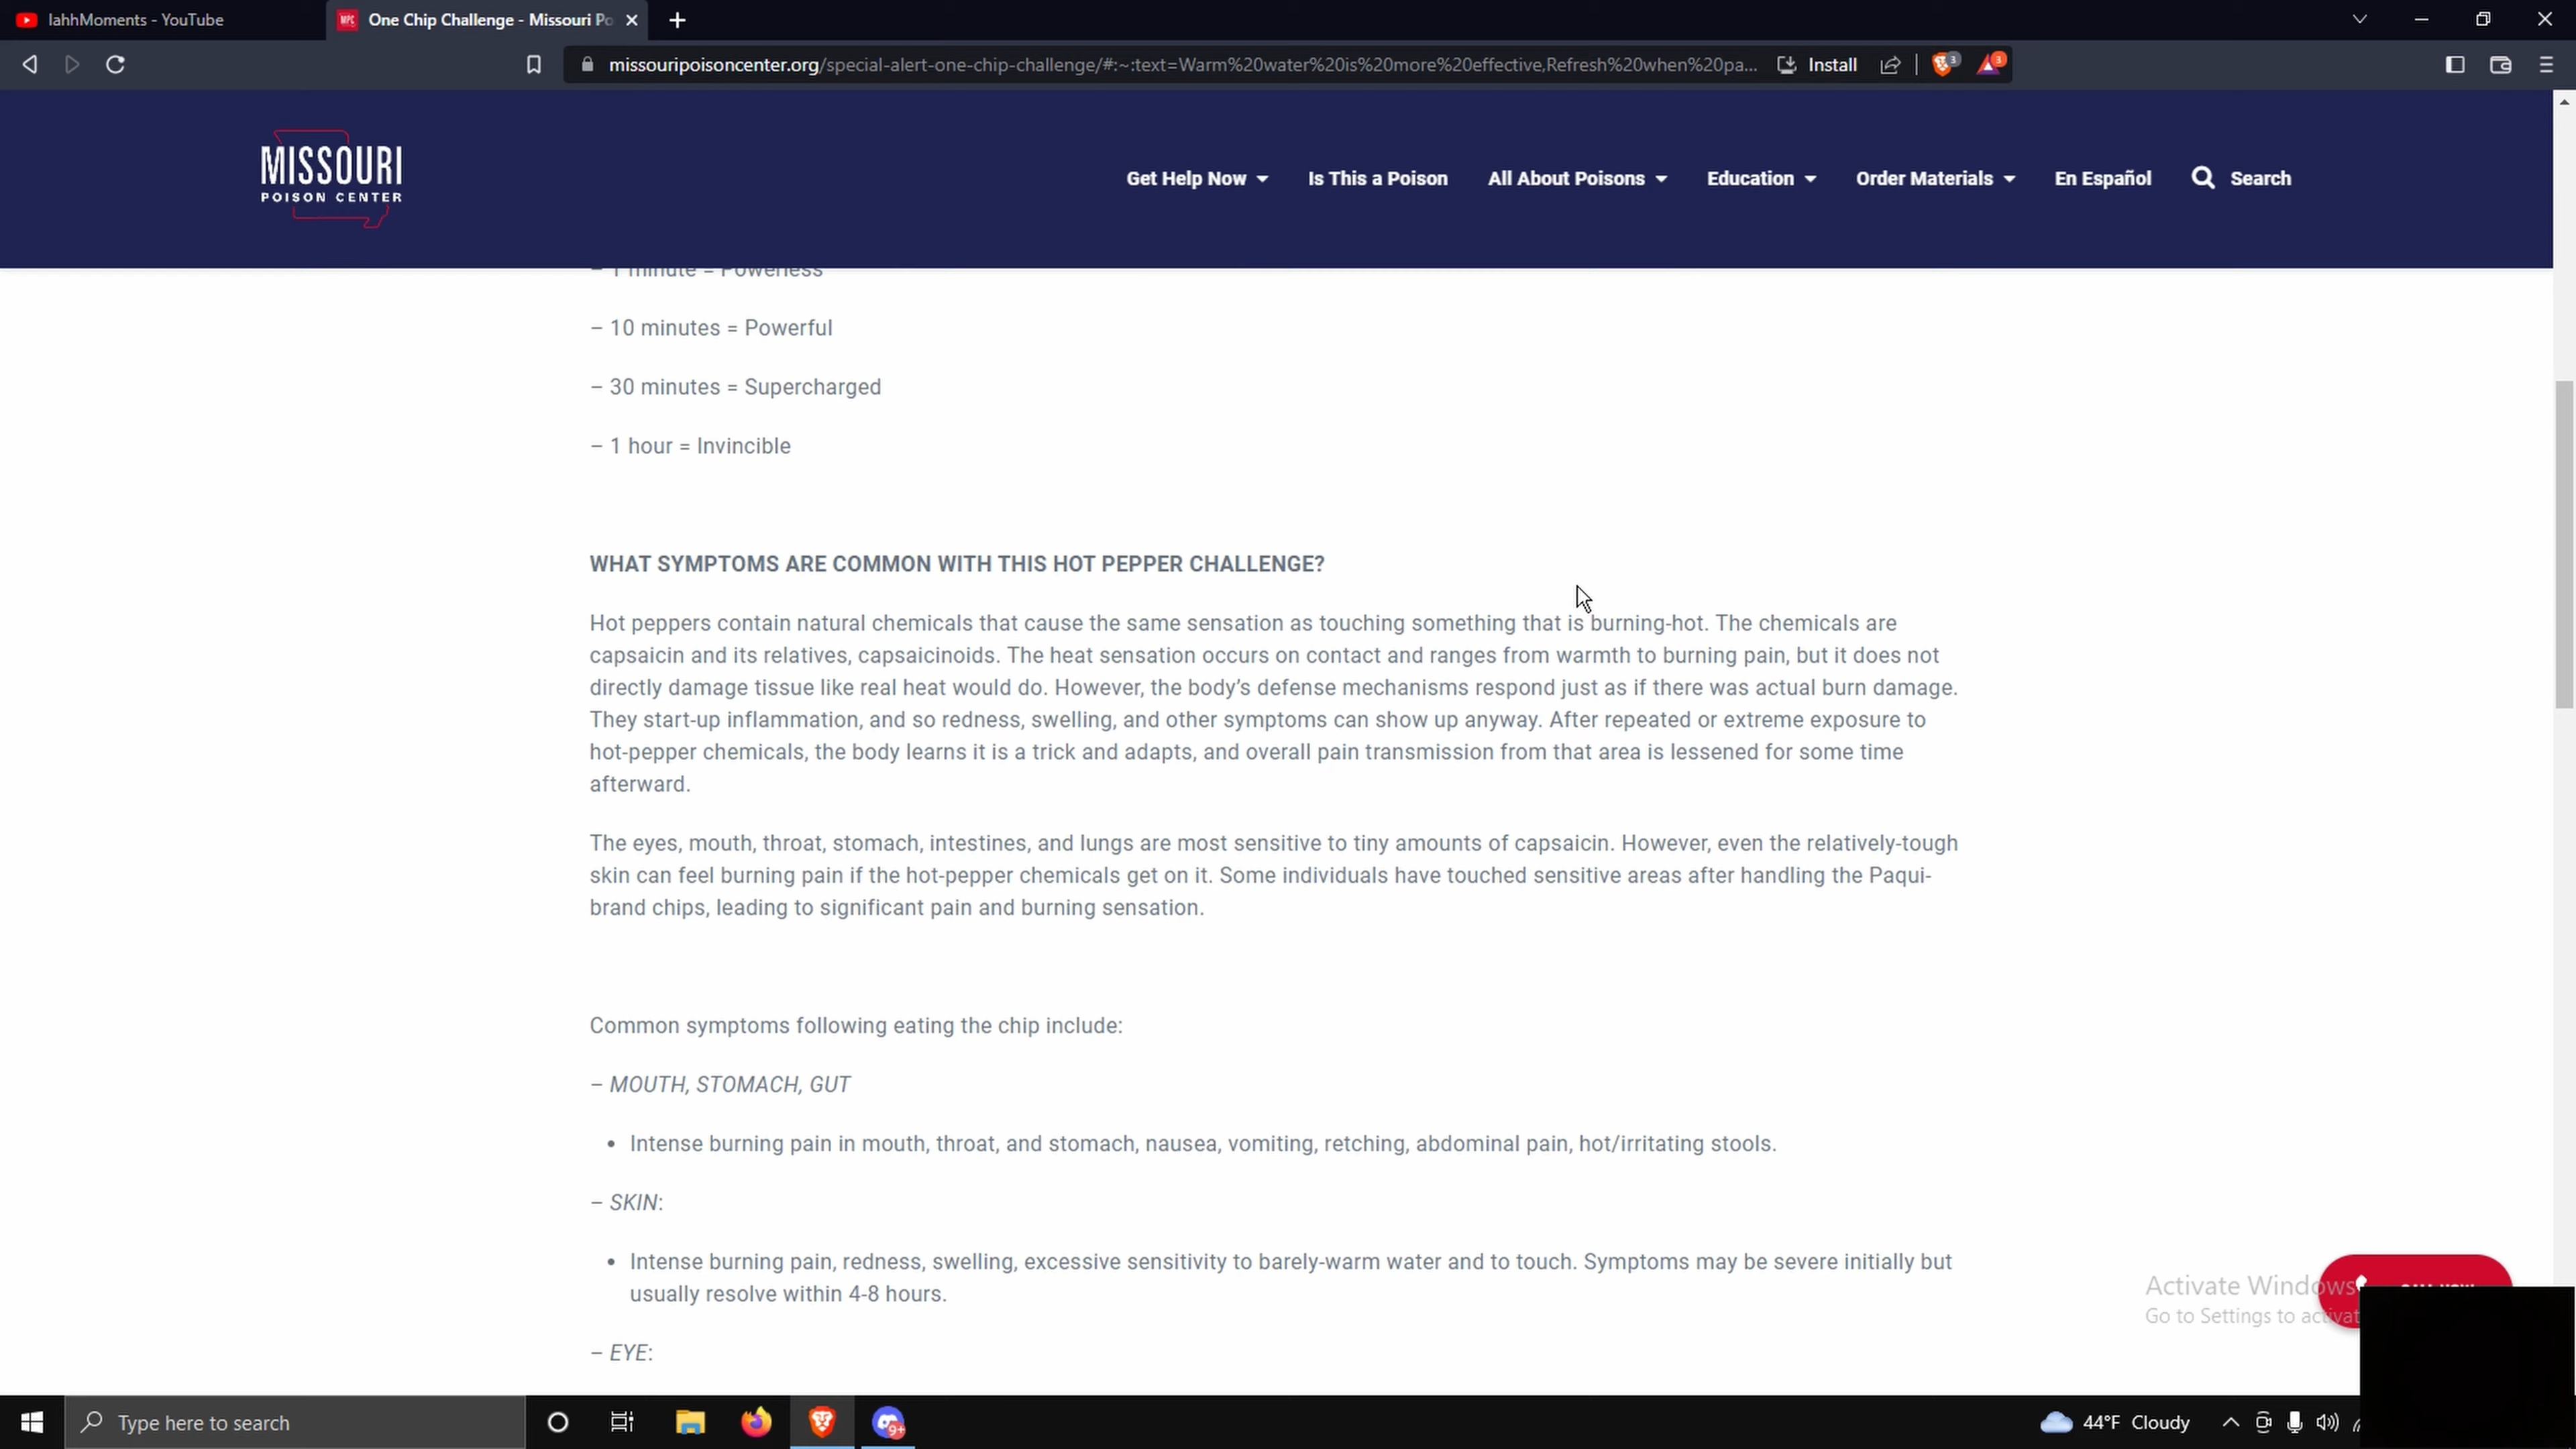 IahhMoments - YouTube
MPC One Chip Challenge - Missouri Po
missouripoisoncenter.org/special-alert-one-chip-challenge/#:~:text=Warm%20water%20is%20more%20effective,Refresh%20when%20pa... Install 3 3
MISSOURI
POISON CENTER
Get Help Now Is This a Poison All About Poisons Education Order Materials En Español Search
– 1 minute = Powerless
– 10 minutes = Powerful
– 30 minutes = Supercharged
– 1 hour = Invincible
WHAT SYMPTOMS ARE COMMON WITH THIS HOT PEPPER CHALLENGE?
Hot peppers contain natural chemicals that cause the same sensation as touching something that is burning-hot. The chemicals are
capsaicin and its relatives, capsaicinoids. The heat sensation occurs on contact and ranges from warmth to burning pain, but it does not
directly damage tissue like real heat would do. However, the body’s defense mechanisms respond just as if there was actual burn damage.
They start-up inflammation, and so redness, swelling, and other symptoms can show up anyway. After repeated or extreme exposure to
hot-pepper chemicals, the body learns it is a trick and adapts, and overall pain transmission from that area is lessened for some time
afterward.
The eyes, mouth, throat, stomach, intestines, and lungs are most sensitive to tiny amounts of capsaicin. However, even the relatively-tough
skin can feel burning pain if the hot-pepper chemicals get on it. Some individuals have touched sensitive areas after handling the Paqui-
brand chips, leading to significant pain and burning sensation.
Common symptoms following eating the chip include:
– MOUTH, STOMACH, GUT
• Intense burning pain in mouth, throat, and stomach, nausea, vomiting, retching, abdominal pain, hot/irritating stools.
– SKIN:
• Intense burning pain, redness, swelling, excessive sensitivity to barely-warm water and to touch. Symptoms may be severe initially but
usually resolve within 4-8 hours.
– EYE:
Activate Windows
Go to Settings to activat
Type here to search
9+
44°F Cloudy